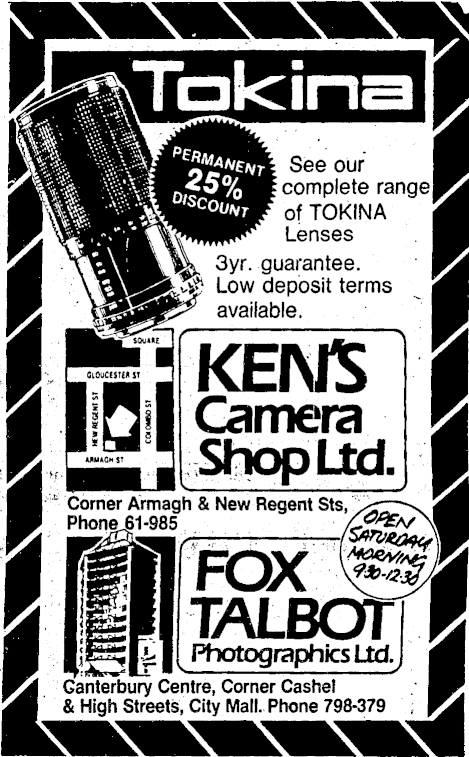 Tokina
PERMANENT
25%
DISCOUNT
See our
complete range
of TOKINA
Lenses
3yr. guarantee.
Low deposit terms
available.
SQUARE
GLOUCESTER ST
NEW REGENT ST
COLOMBO ST
ARMAGH ST
KEN'S
Camera
Shop Ltd.
Corner Armagh & New Regent Sts,
Phone 61-985
OPEN
SATURDAY
MORNING
9.30-12.30
FOX
TALBOT
Photographics Ltd.
Canterbury Centre, Corner Cashel
& High Streets, City Mall. Phone 798-379